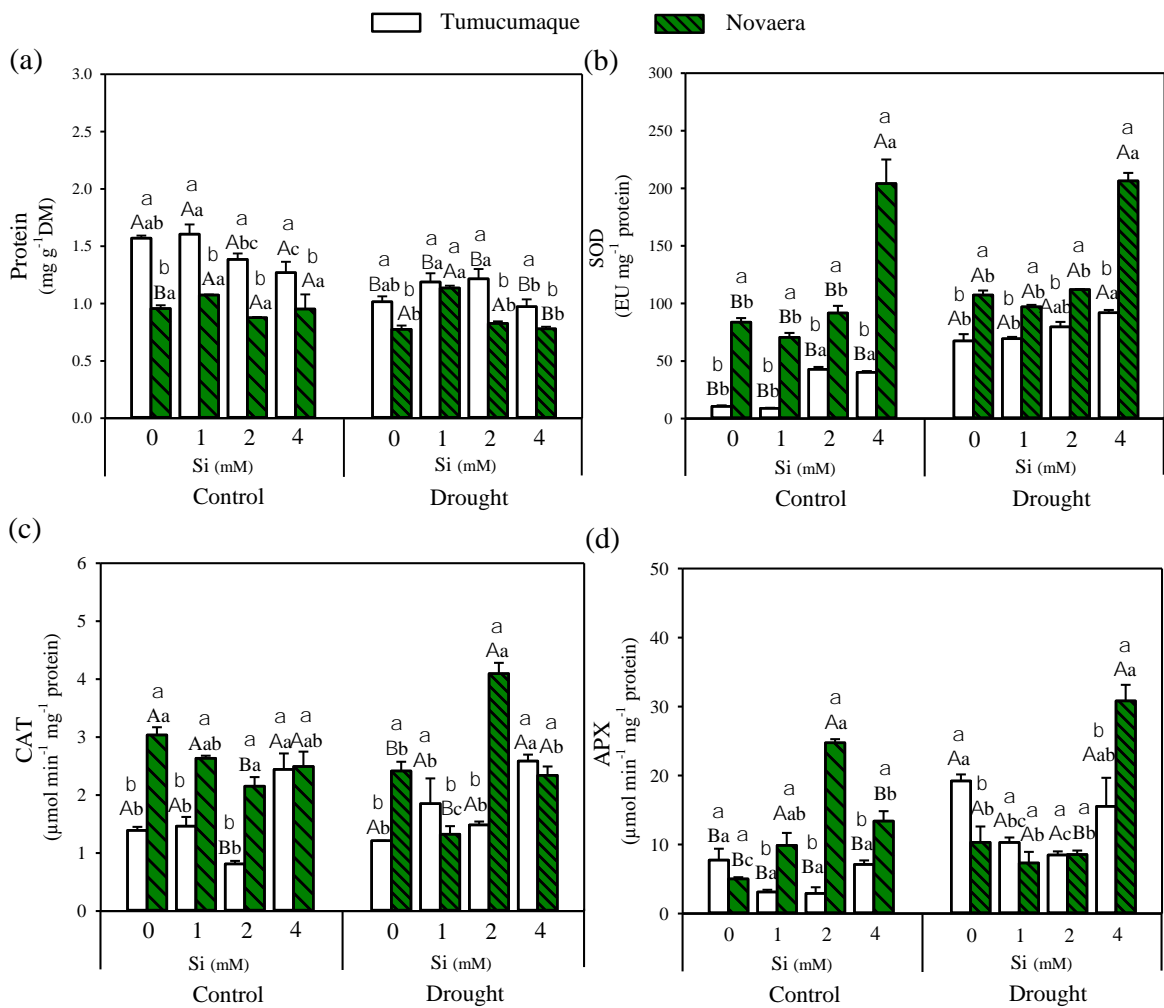 Tumucumaque Novaera
(a)
3.0
2.5
2.0
1.5
1.0
0.5
0.0
Protein
(mg g⁻¹DM)
a
Aab
b
Ba
a
Aa
b
Aa
a
Abc
b
Aa
a
Ac
b
Aa
a
Bab
b
Ab
a
Ba
a
Aa
a
Ba
b
Ab
a
Bb
b
Bb
0 1 2 4 0 1 2 4
Si (mM) Si (mM)
Control Drought
(b)
300
250
200
150
100
50
0
SOD
(EU mg⁻¹ protein)
b
Bb
a
Bb
b
Bb
a
Bb
b
Ba
a
Bb
b
Ba
a
Aa
b
Ab
a
Ab
b
Ab
a
Ab
b
Aab
a
Ab
b
Aa
a
Aa
0 1 2 4 0 1 2 4
Si (mM) Si (mM)
Control Drought
(c)
6
5
4
3
2
1
0
CAT
(µmol min⁻¹ mg⁻¹ protein)
b
Ab
a
Aa
b
Ab
a
Aab
b
Bb
a
Ba
a
Aa
a
Aab
b
Ab
a
Bb
a
Ab
b
Bc
b
Ab
a
Aa
a
Aa
a
Ab
0 1 2 4 0 1 2 4
Si (mM) Si (mM)
Control Drought
(d)
50
40
30
20
10
0
APX
(µmol min⁻¹ mg⁻¹ protein)
a
Ba
a
Bc
b
Ba
a
Aab
b
Ba
a
Aa
b
Ba
a
Bb
a
Aa
b
Ab
a
Abc
a
Ab
a
Ac
a
Bb
b
Aab
a
Aa
0 1 2 4 0 1 2 4
Si (mM) Si (mM)
Control Drought